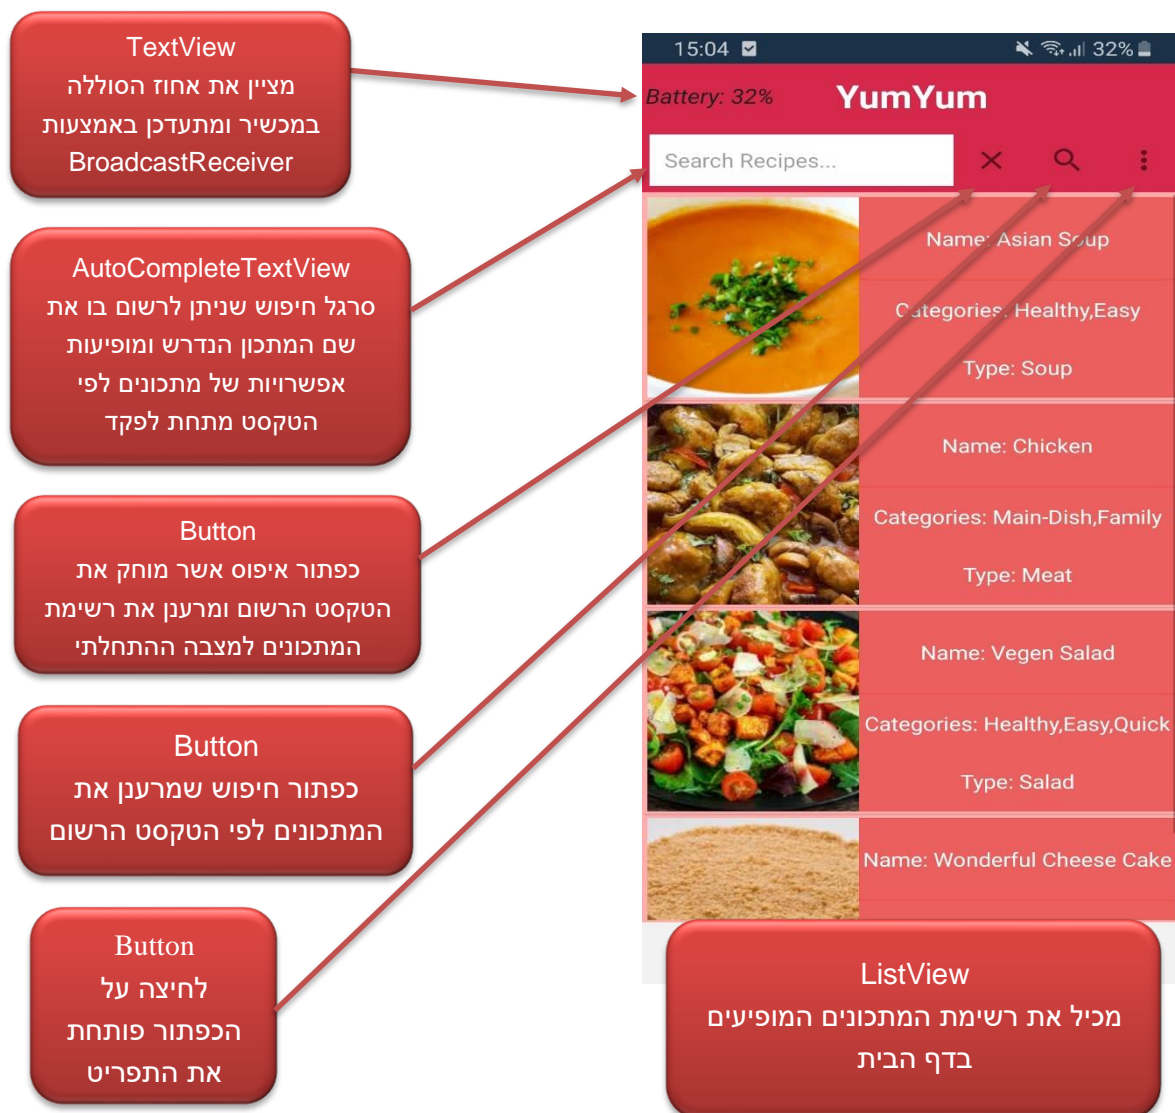 TextView
מציין את אחוז הסוללה
במכשיר ומתעדכן באמצעות
BroadcastReceiver
AutoCompleteTextView
סרגל חיפוש שניתן לרשום בו את
שם המתכון הנדרש ומופיעות
אפשרויות של מתכונים לפי
הטקסט מתחת לפקד
Button
כפתור איפוס אשר מוחק את
הטקסט הרשום ומרענן את רשימת
המתכונים למצבה ההתחלתי
Button
כפתור חיפוש שמרענן את
המתכונים לפי הטקסט הרשום
Button
לחיצה על
הכפתור פותחת
את התפריט
15:04 32%
Battery: 32% YumYum
Search Recipes...
Name: Asian Soup
Categories: Healthy,Easy
Type: Soup
Name: Chicken
Categories: Main-Dish,Family
Type: Meat
Name: Vegen Salad
Categories: Healthy,Easy,Quick
Type: Salad
Name: Wonderful Cheese Cake
ListView
מכיל את רשימת המתכונים המופיעים
בדף הבית